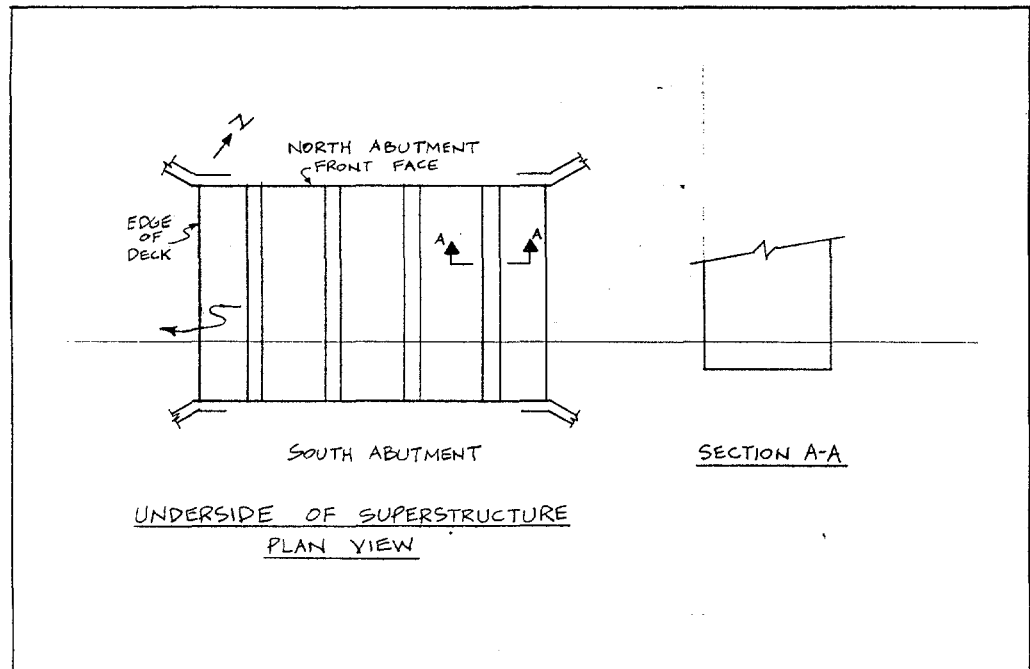 N
NORTH ABUTMENT
FRONT FACE
EDGE
OF
DECK
A
A
SOUTH ABUTMENT
SECTION A-A
UNDERSIDE OF SUPERSTRUCTURE
PLAN VIEW